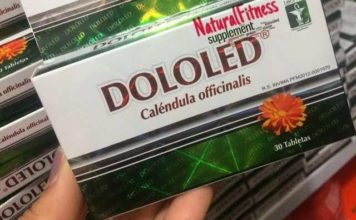 NaturalFitness
supplement
DOLOLED®
Caléndula officinalis
30 Tabletas